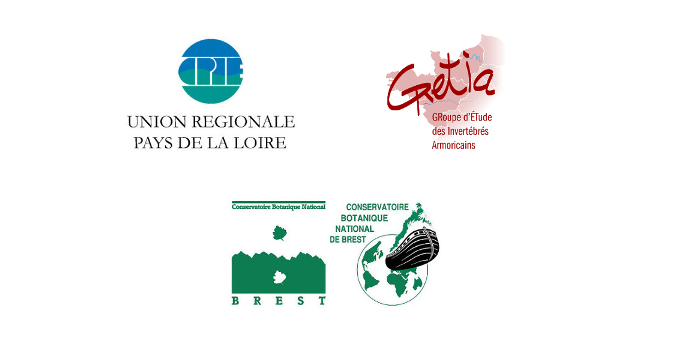 CPIE
UNION REGIONALE
PAYS DE LA LOIRE
Gretia
GRoupe d'ÉTude
des Invertébrés
Armoricains
Conservatoire Botanique National
BREST
CONSERVATOIRE
BOTANIQUE
NATIONAL
DE BREST